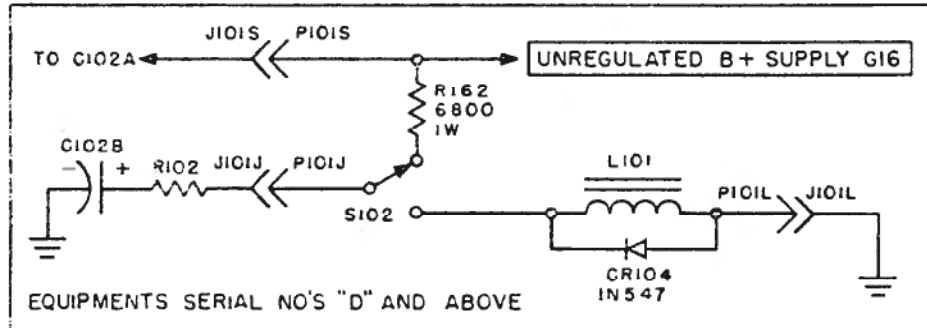 J101S P101S
TO C102A
UNREGULATED B+ SUPPLY G16
R162
6800
1W
C102B
- +
R102
J101J P101J
S102
L101
P101L J101L
CR104
1N547
EQUIPMENTS SERIAL NO'S "D" AND ABOVE